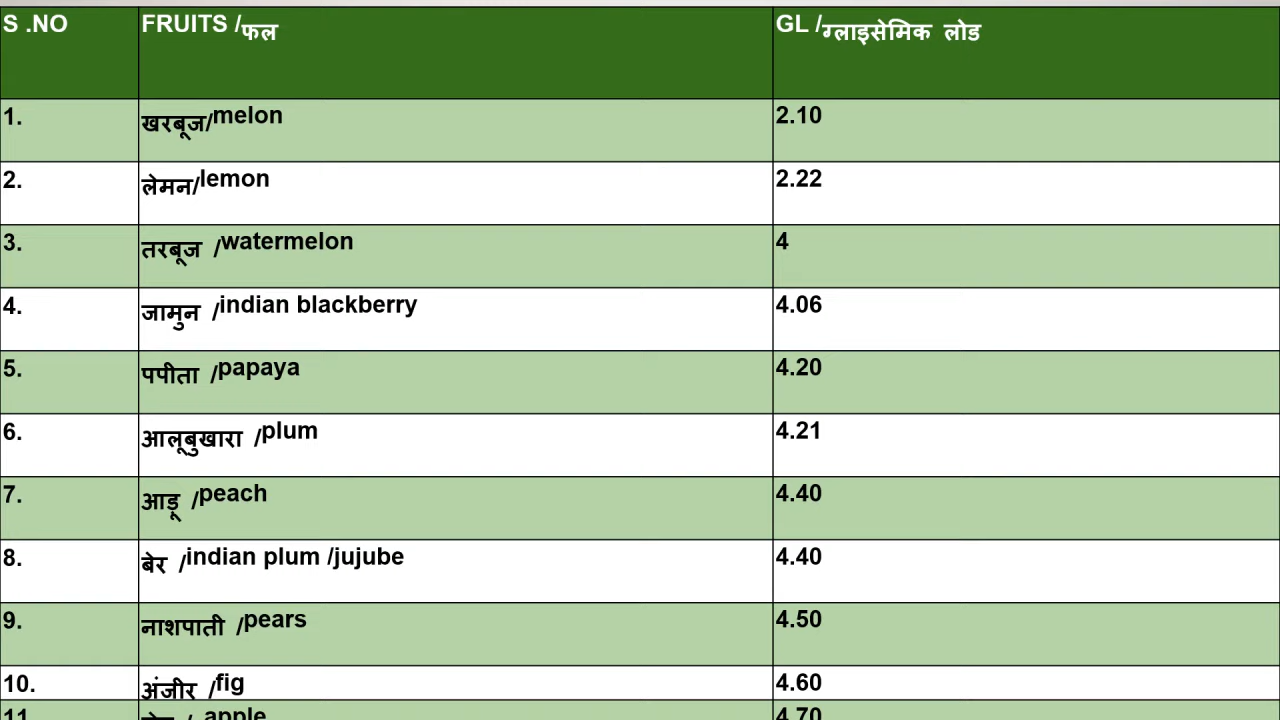 S .NO FRUITS /फल GL /ग्लाइसेमिक लोड
1. खरबूज/melon 2.10
2. लेमन/lemon 2.22
3. तरबूज /watermelon 4
4. जामुन /indian blackberry 4.06
5. पपीता /papaya 4.20
6. आलूबुखारा /plum 4.21
7. आड़ू /peach 4.40
8. बेर /indian plum /jujube 4.40
9. नाशपाती /pears 4.50
10. अंजीर /fig 4.60
11. / apple 4.70